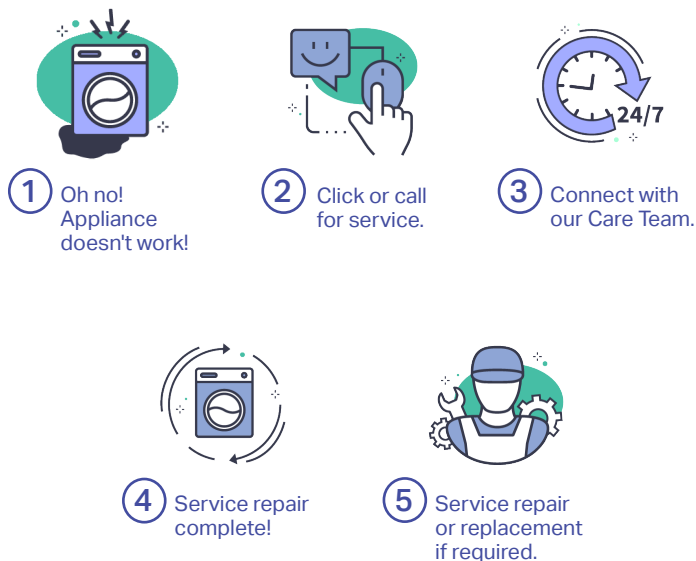 24/7
1
Oh no!
Appliance
doesn't work!
2
Click or call
for service.
3
Connect with
our Care Team.
4
Service repair
complete!
5
Service repair
or replacement
if required.